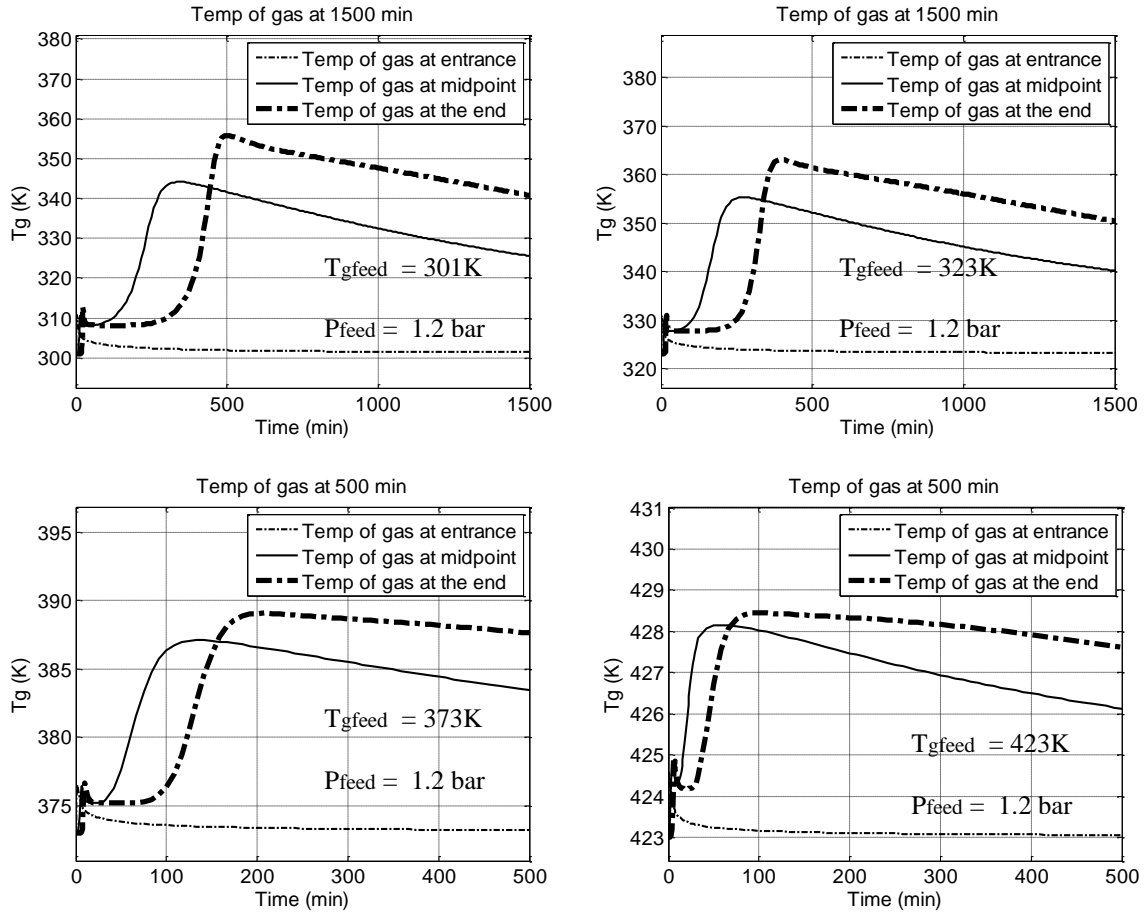 Temp of gas at 1500 min
380
370
360
350
340
330
320
310
300
Tg (K)
Temp of gas at entrance
Temp of gas at midpoint
Temp of gas at the end
Tgfeed = 301K
Pfeed = 1.2 bar
0 500 1000 1500
Time (min)
Temp of gas at 1500 min
380
370
360
350
340
330
320
Tg (K)
Temp of gas at entrance
Temp of gas at midpoint
Temp of gas at the end
Tgfeed = 323K
Pfeed = 1.2 bar
0 500 1000 1500
Time (min)
Temp of gas at 500 min
395
390
385
380
375
Tg (K)
Temp of gas at entrance
Temp of gas at midpoint
Temp of gas at the end
Tgfeed = 373K
Pfeed = 1.2 bar
0 100 200 300 400 500
Time (min)
Temp of gas at 500 min
431
430
429
428
427
426
425
424
423
Tg (K)
Temp of gas at entrance
Temp of gas at midpoint
Temp of gas at the end
Tgfeed = 423K
Pfeed = 1.2 bar
0 100 200 300 400 500
Time (min)